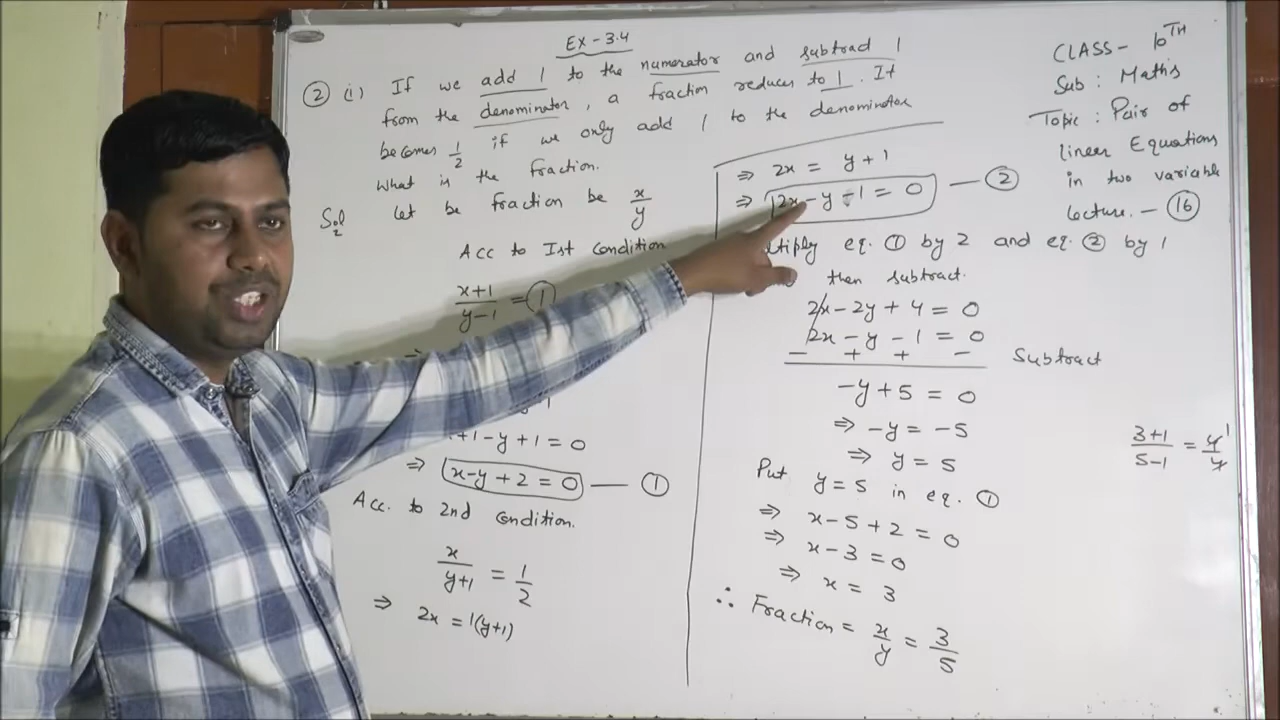 EX - 3.4
② (i) If we add 1 to the numerator and subtract 1
from the denominator, a fraction reduces to 1. It
becomes 1/2 if we only add 1 to the denominator
What is the fraction.
Sol Let be fraction be x/y
Acc to Ist Condition
(x+1)/(y-1) = ①
+1-y+1=0
⇒ x-y+2=0 — ①
Acc. to 2nd Condition.
x/(y+1) = 1/2
⇒ 2x = 1(y+1)
⇒ 2x = y+1
⇒ 2x-y-1=0 — ②
eq. ① by 2 and eq. ② by 1
then subtract.
2x-2y+4=0
2x-y-1=0
- + + - Subtract
-y+5=0
⇒ -y=-5
⇒ y=5
Put y=5 in eq. ①
⇒ x-5+2=0
⇒ x-3=0
⇒ x=3
∴ Fraction = x/y = 3/5
CLASS- 10TH
Sub : Maths
Topic : Pair of
linear Equations
in two variable
Lecture. - ⑯
(3+1)/(5-1) = 4/4 1